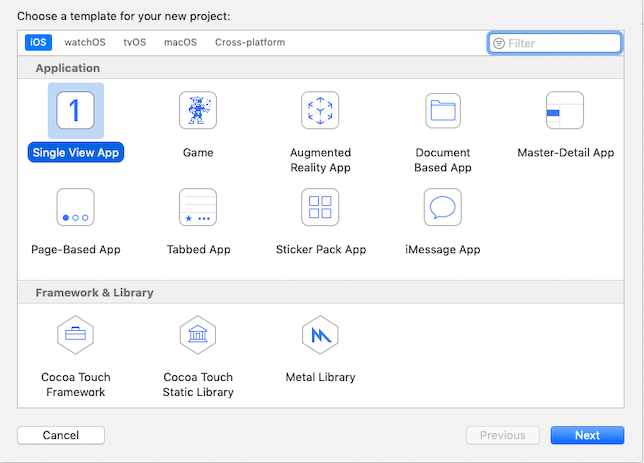 Choose a template for your new project:
iOS watchOS tvOS macOS Cross-platform Filter
Application
1
Single View App Game Augmented Reality App Document Based App Master-Detail App
Page-Based App Tabbed App Sticker Pack App iMessage App
Framework & Library
Cocoa Touch Framework Cocoa Touch Static Library Metal Library
Cancel Previous Next